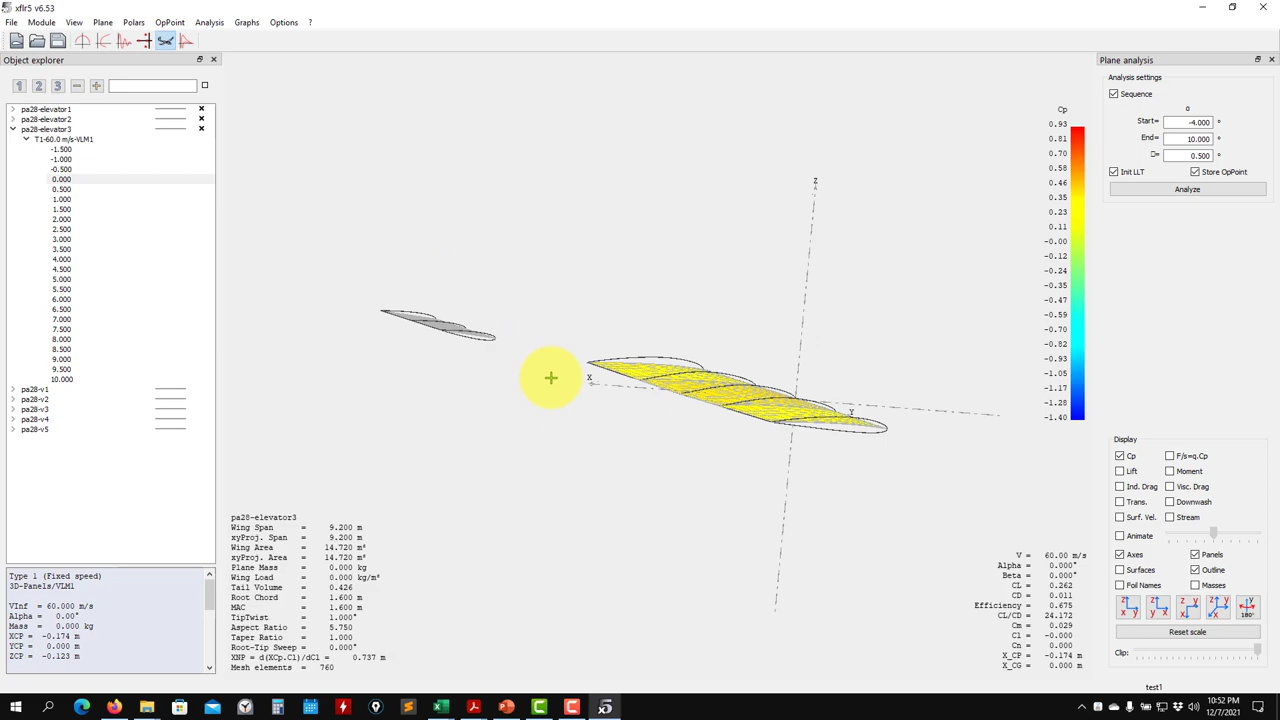 xflr5 v6.53
File Module View Plane Polars OpPoint Analysis Graphs Options ?
Object explorer
1 2 3
pa28-elevator1
pa28-elevator2
pa28-elevator3
T1-60.0 m/s-VLM1
-1.500
-1.000
-0.500
0.000
0.500
1.000
1.500
2.000
2.500
3.000
3.500
4.000
4.500
5.000
5.500
6.000
6.500
7.000
7.500
8.000
8.500
9.000
9.500
10.000
pa28-v1
pa28-v2
pa28-v3
pa28-v4
pa28-v5
Type 1 (Fixed speed)
3D-Panels/VLM1
VInf = 60.000 m/s
Alpha = 0.00°
Mass = 0.000 kg
XCP = -0.174 m
YCP = 0.000 m
ZCP = -0.123 m
Z
X
Y
pa28-elevator3
Wing Span = 9.200 m
xyProj. Span = 9.200 m
Wing Area = 14.720 m²
xyProj. Area = 14.720 m²
Plane Mass = 0.000 kg
Wing Load = 0.000 kg/m²
Tail Volume = 0.426
Root Chord = 1.600 m
MAC = 1.600 m
TipTwist = 1.000°
Aspect Ratio = 5.750
Taper Ratio = 1.000
Root-Tip Sweep = 0.000°
XNP = d(XCp.Cl)/dCl = 0.737 m
Mesh elements = 760
Cp
0.93
0.81
0.70
0.58
0.46
0.35
0.23
0.11
-0.00
-0.12
-0.24
-0.35
-0.47
-0.59
-0.70
-0.82
-0.93
-1.05
-1.17
-1.28
-1.40
V = 60.00 m/s
Alpha = 0.000°
Beta = 0.000°
CL = 0.262
CD = 0.011
Efficiency = 0.675
CL/CD = 24.172
Cm = 0.029
Cl = -0.000
Cn = -0.000
X_CP = -0.174 m
X_CG = 0.000 m
Plane analysis
Analysis settings
Sequence
α
Start= -4.000 °
End= 10.000 °
= 0.500 °
Init LLT Store OpPoint
Analyze
Display
Cp F/s=q.Cp
Lift Moment
Ind. Drag Visc. Drag
Trans. Downwash
Surf. Vel. Stream
Animate
Axes Panels
Surfaces Outline
Foil Names Masses
Reset scale
Clip:
test1
10:52 PM
12/7/2021